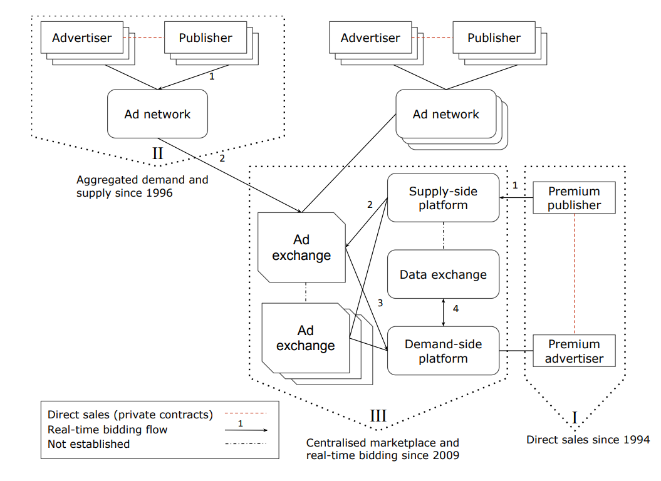 Advertiser
Publisher
Advertiser
Publisher
1
Ad network
Ad network
II
2
Aggregated demand and
supply since 1996
Supply-side
platform
1
Premium
publisher
2
Ad
exchange
Data exchange
3
4
Ad
exchange
Demand-side
platform
Premium
advertiser
III
I
Direct sales (private contracts)
Real-time bidding flow
1
Not established
Centralised marketplace and
real-time bidding since 2009
Direct sales since 1994